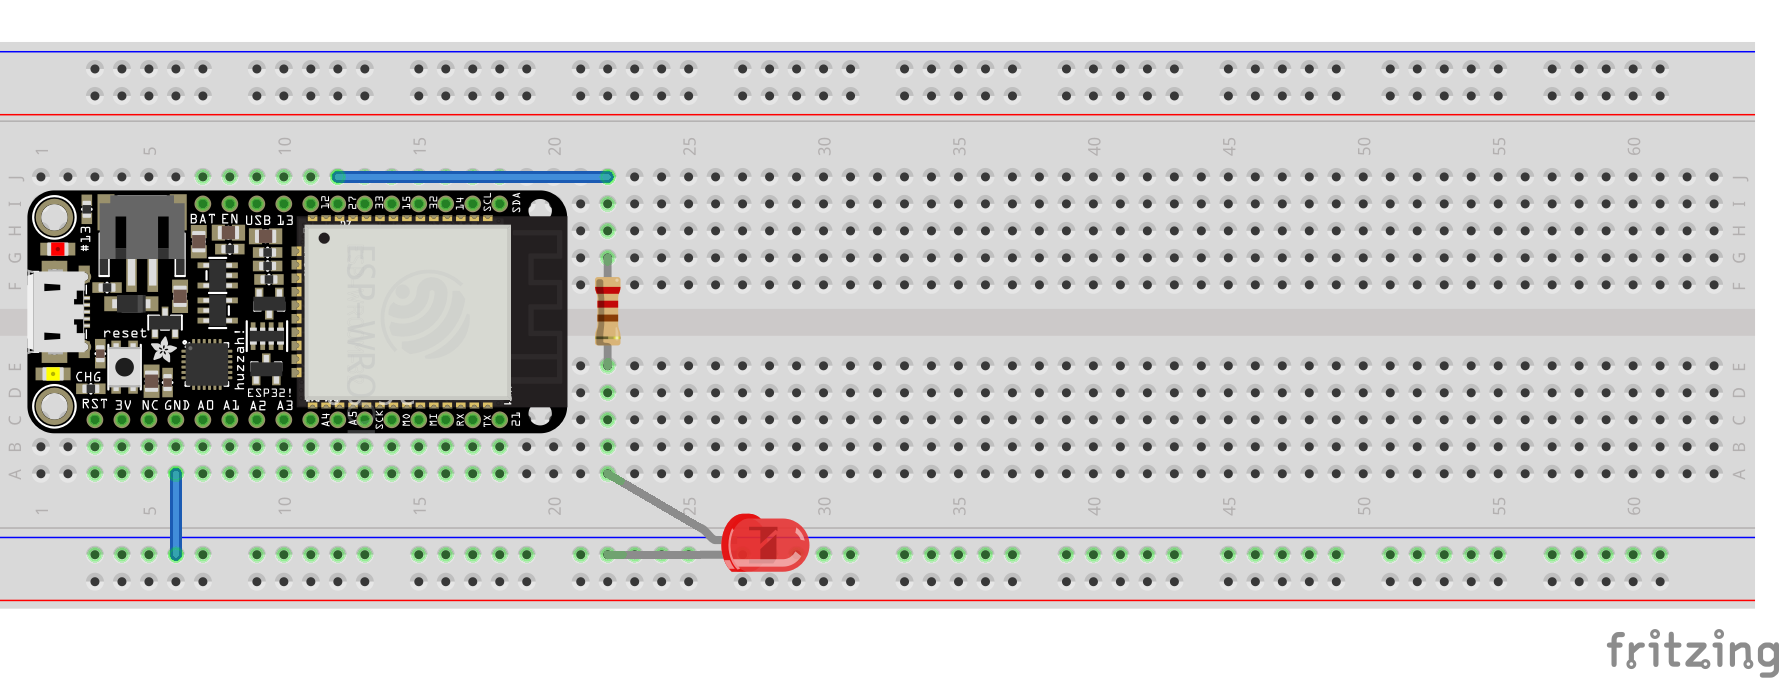 1 5 10 15 20 25 30 35 40 45 50 55 60
J J
I I
H H
G G
F F
E E
D D
C C
B B
A A
BAT EN USB 13 12 27 33 15 32 14 SCL SDA
#13
ESP-WRO
reset
huzzah!
CHG
ESP32!
RST 3V NC GND A0 A1 A2 A3 A4 A5 SCK MO MI RX TX 21
1 5 10 15 20 25 30 35 40 45 50 55 60
fritzing